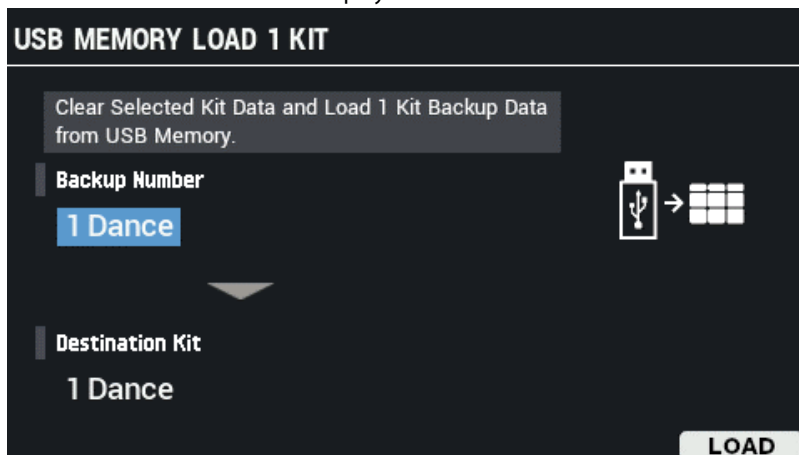 USB MEMORY LOAD 1 KIT
Clear Selected Kit Data and Load 1 Kit Backup Data
from USB Memory.
Backup Number
1 Dance
Destination Kit
1 Dance
LOAD